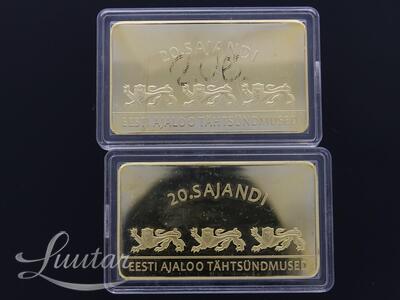 20.SAJANDI
EESTI AJALOO TÄHTSÜNDMUSED
20.SAJANDI
EESTI AJALOO TÄHTSÜNDMUSED
Luutar